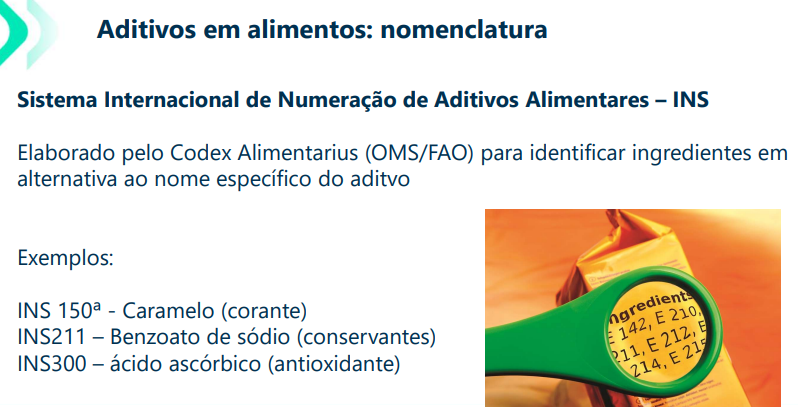 Aditivos em alimentos: nomenclatura
Sistema Internacional de Numeração de Aditivos Alimentares – INS
Elaborado pelo Codex Alimentarius (OMS/FAO) para identificar ingredientes em
alternativa ao nome específico do aditvo
Exemplos:
INS 150ª - Caramelo (corante)
INS211 – Benzoato de sódio (conservantes)
INS300 – ácido ascórbico (antioxidante)
ngredients
E 142, E 210,
211, E 212, E
214, E 215